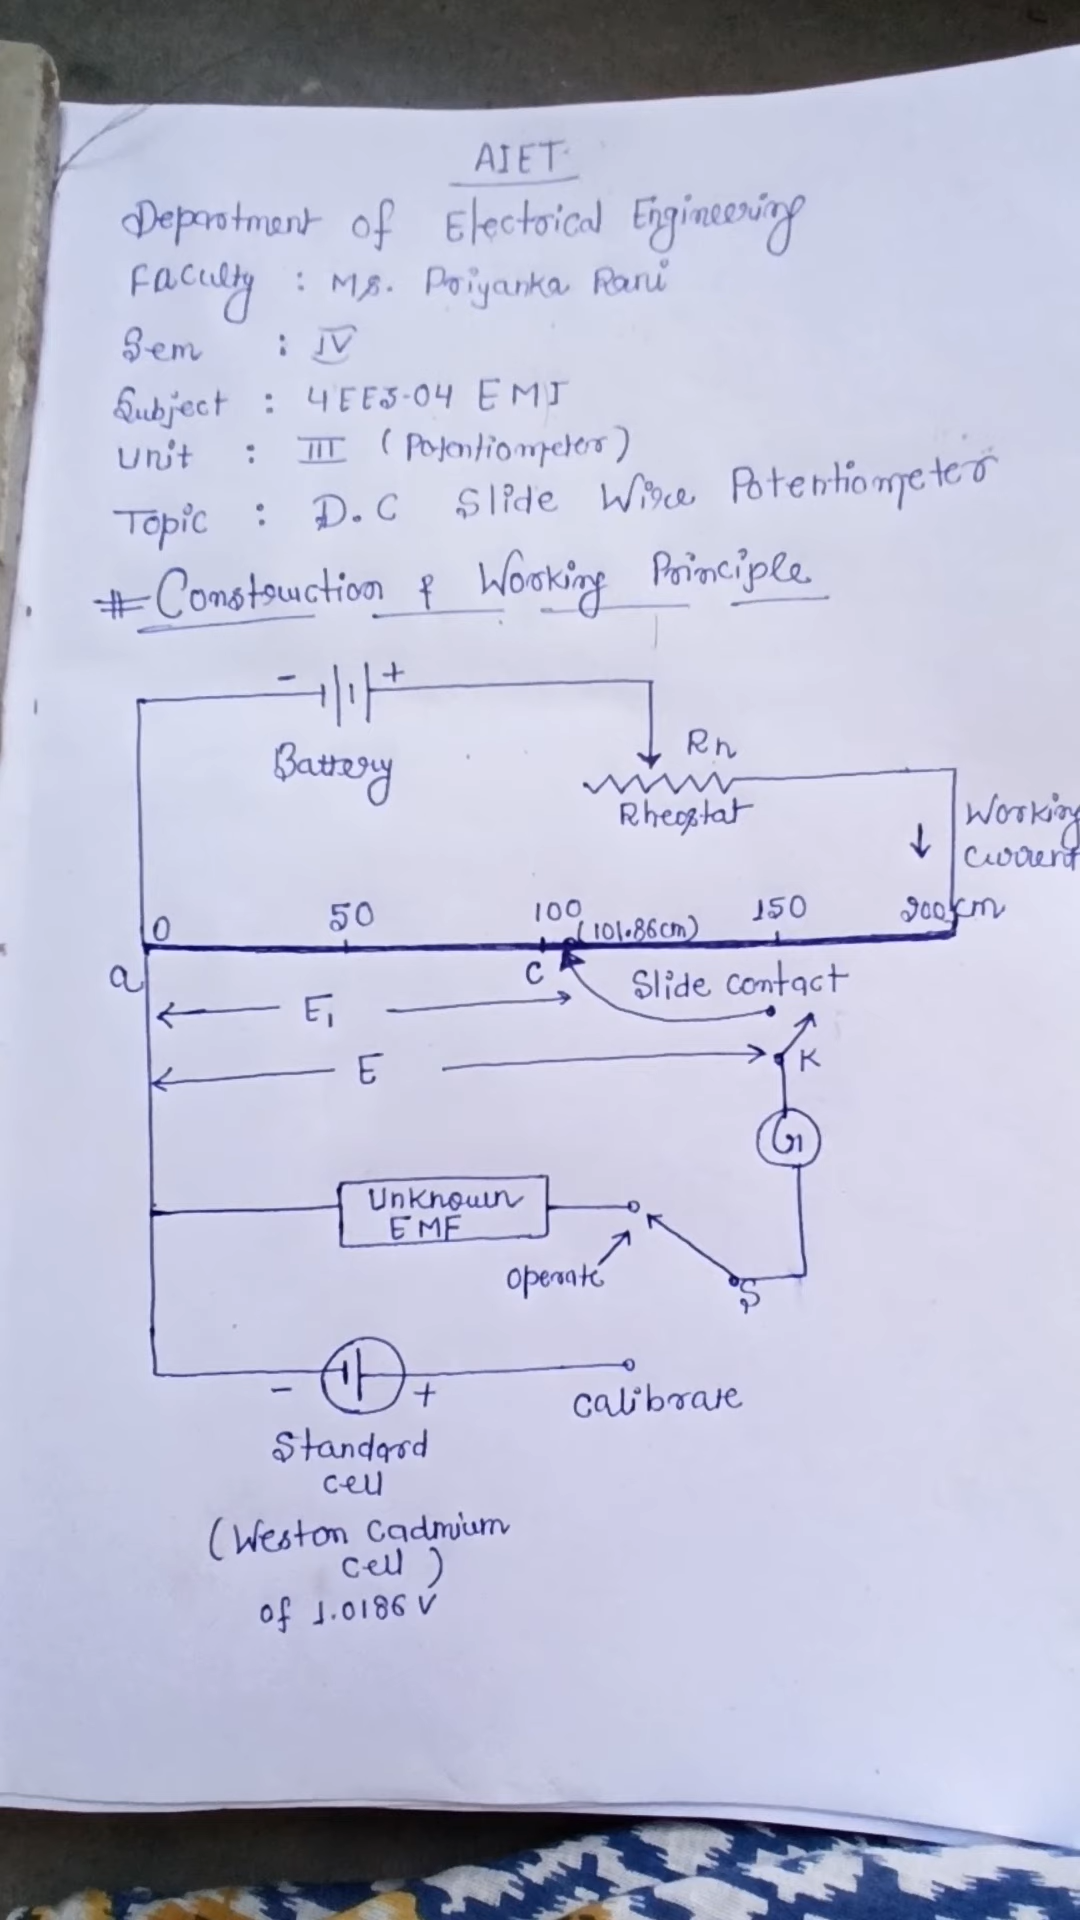 AIET
Department of Electrical Engineering
Faculty : Ms. Priyanka Rani
Sem : IV
Subject : 4EE3-04 EMI
Unit : III (Potentiometer)
Topic : D.C Slide Wire Potentiometer
# Construction & Working Principle
- +
Battery
Rh
Rheostat
Working
Current
0 50 100 150 200 cm
(101.86cm)
a
C
Slide contact
E1
E
K
G
Unknown
EMF
Operate
S
- +
Calibrate
Standard
cell
(Weston Cadmium
cell)
of 1.0186 V